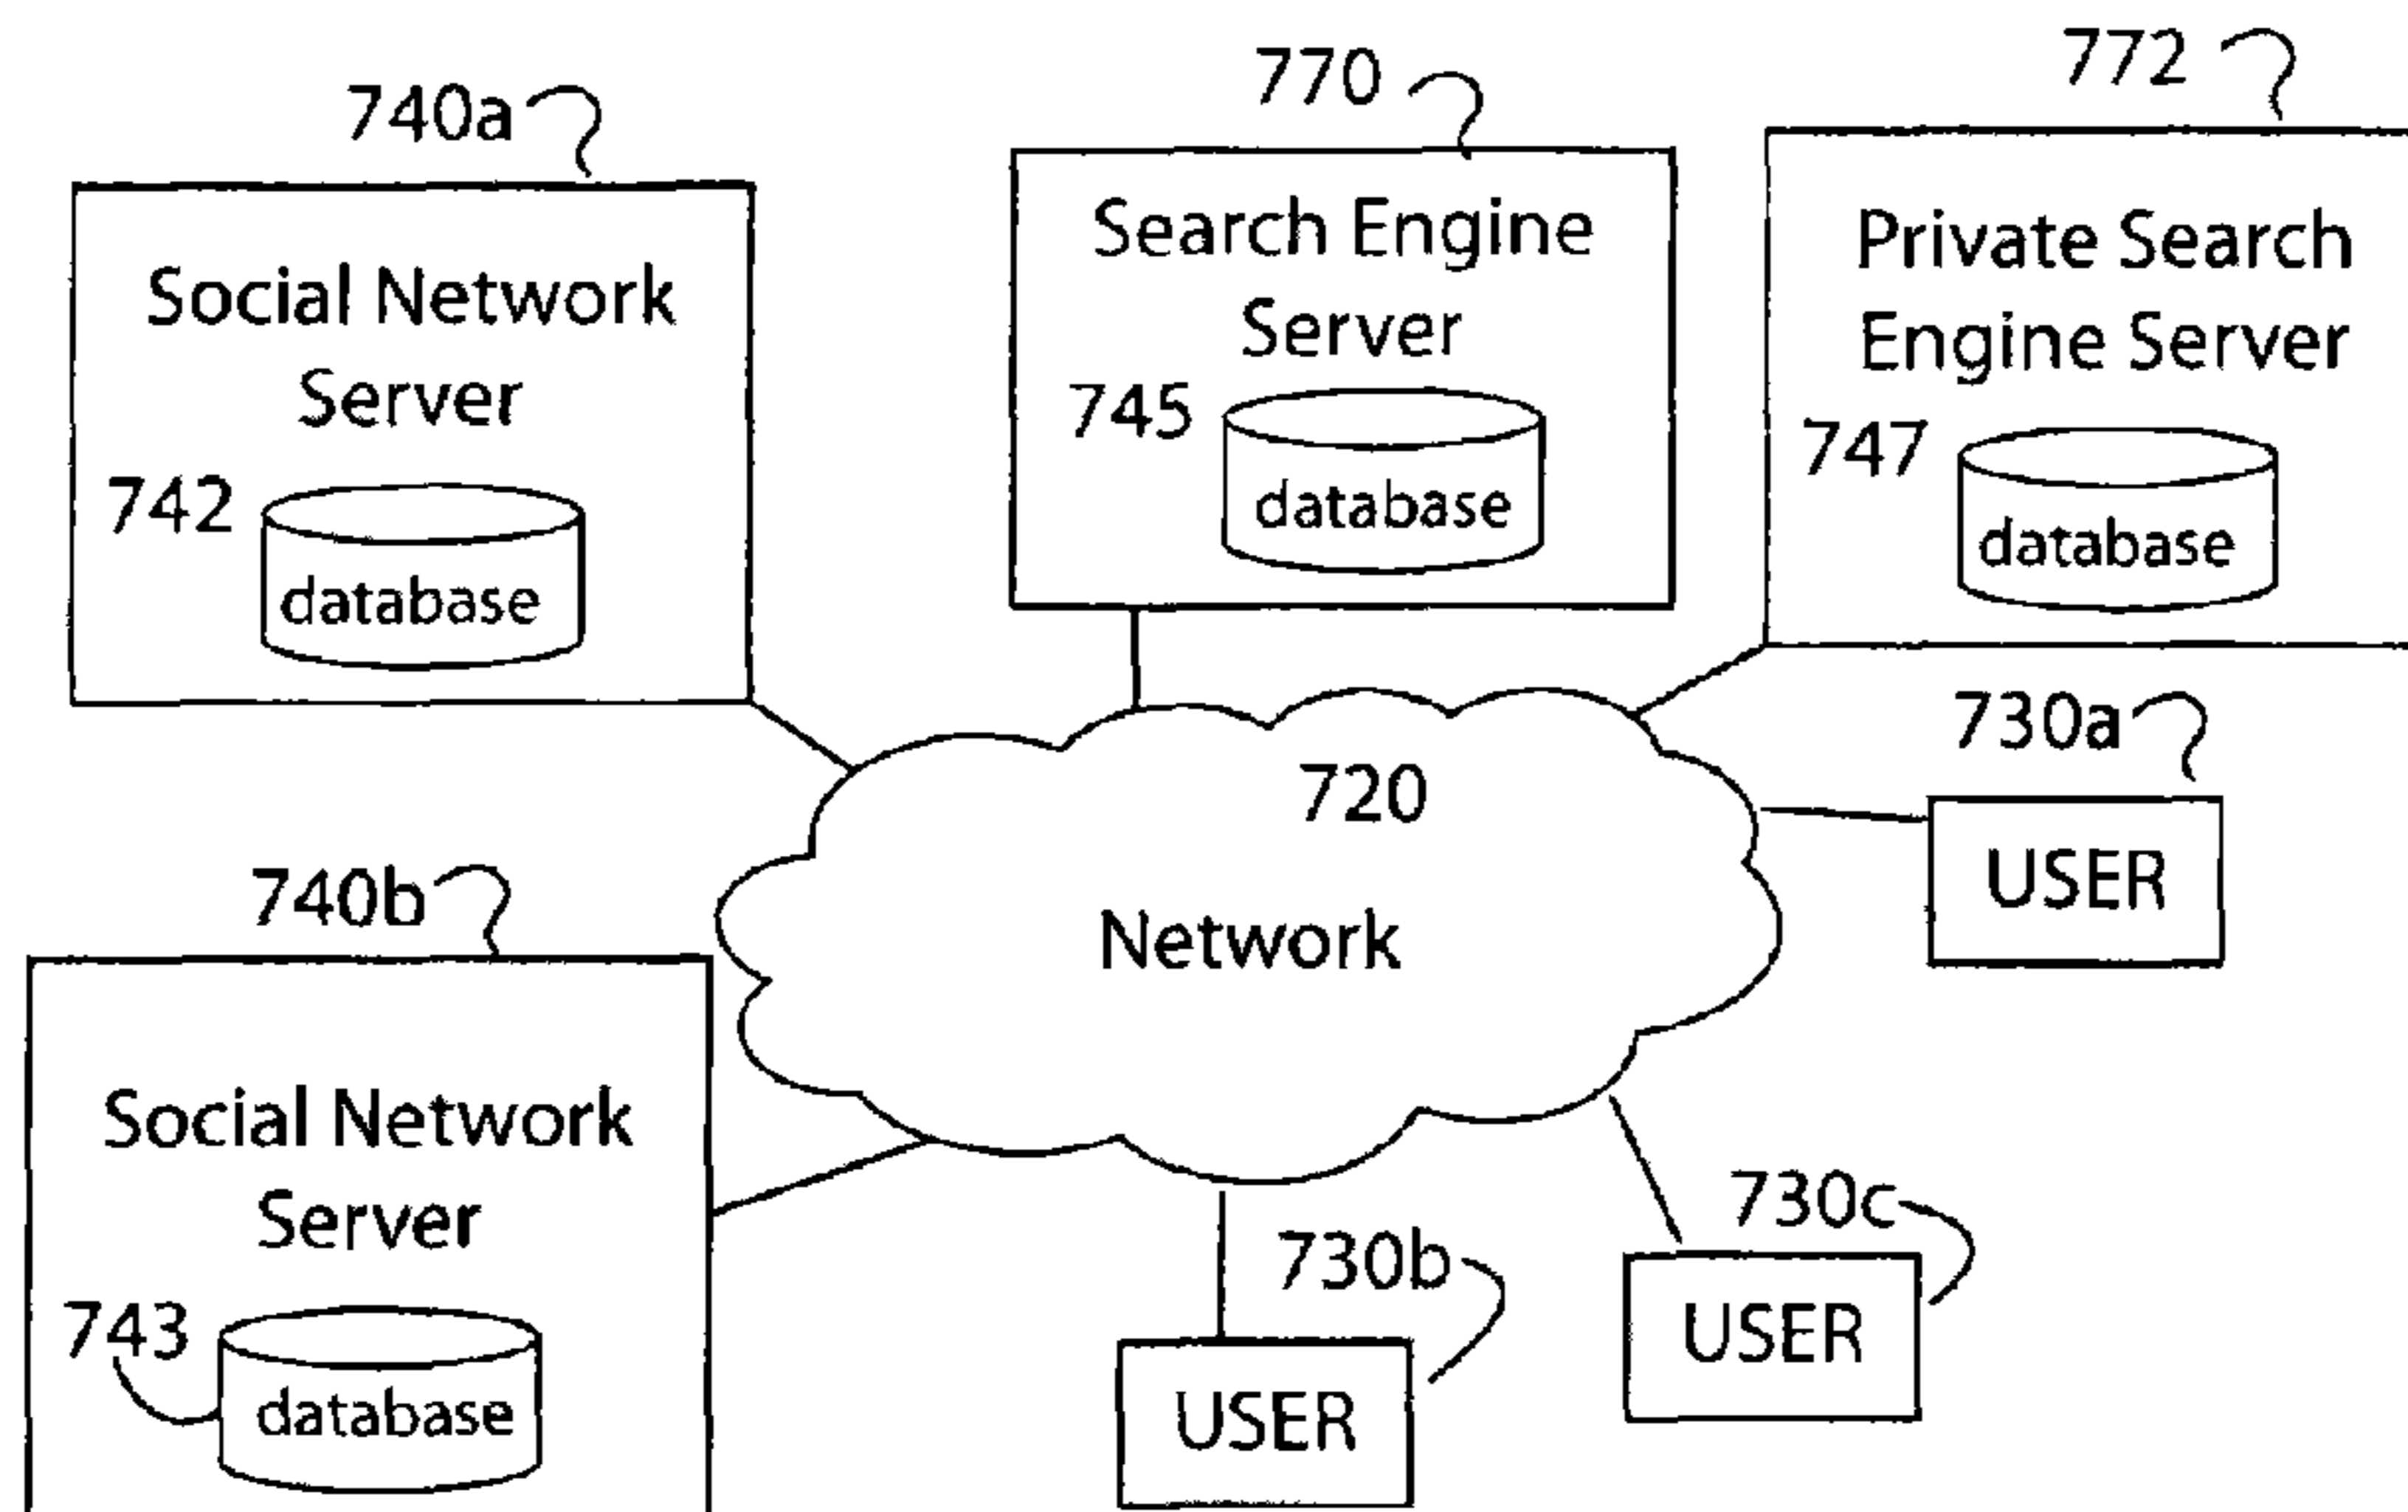 740a
770
772
Social Network
Server
742
database
Search Engine
Server
745
database
Private Search
Engine Server
747
database
720
Network
730a
USER
740b
Social Network
Server
743
database
730b
USER
730c
USER